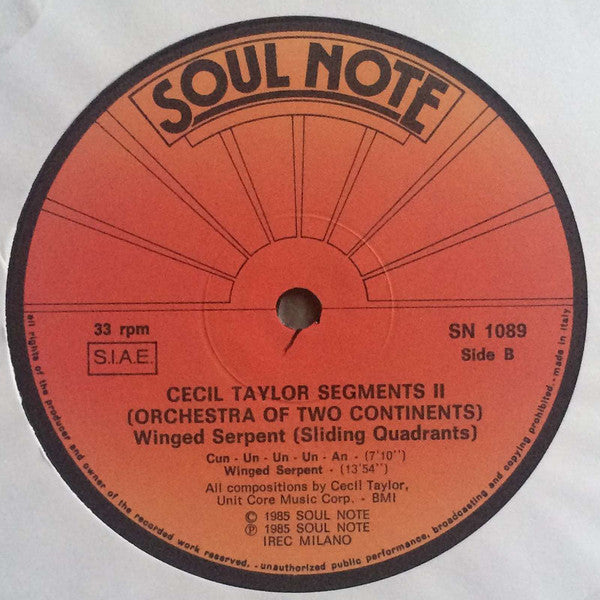 SOUL NOTE
33 rpm
S.I.A.E.
SN 1089
Side B
CECIL TAYLOR SEGMENTS II
(ORCHESTRA OF TWO CONTINENTS)
Winged Serpent (Sliding Quadrants)
Cun - Un - Un - Un - An - (7'10'')
Winged Serpent - (13'54'')
All compositions by Cecil Taylor,
Unit Core Music Corp. - BMI
© 1985 SOUL NOTE
℗ 1985 SOUL NOTE
IREC MILANO
all rights of the producer and owner of the recorded work reserved. - unauthorized public performance, broadcasting and copying prohibited - made in italy